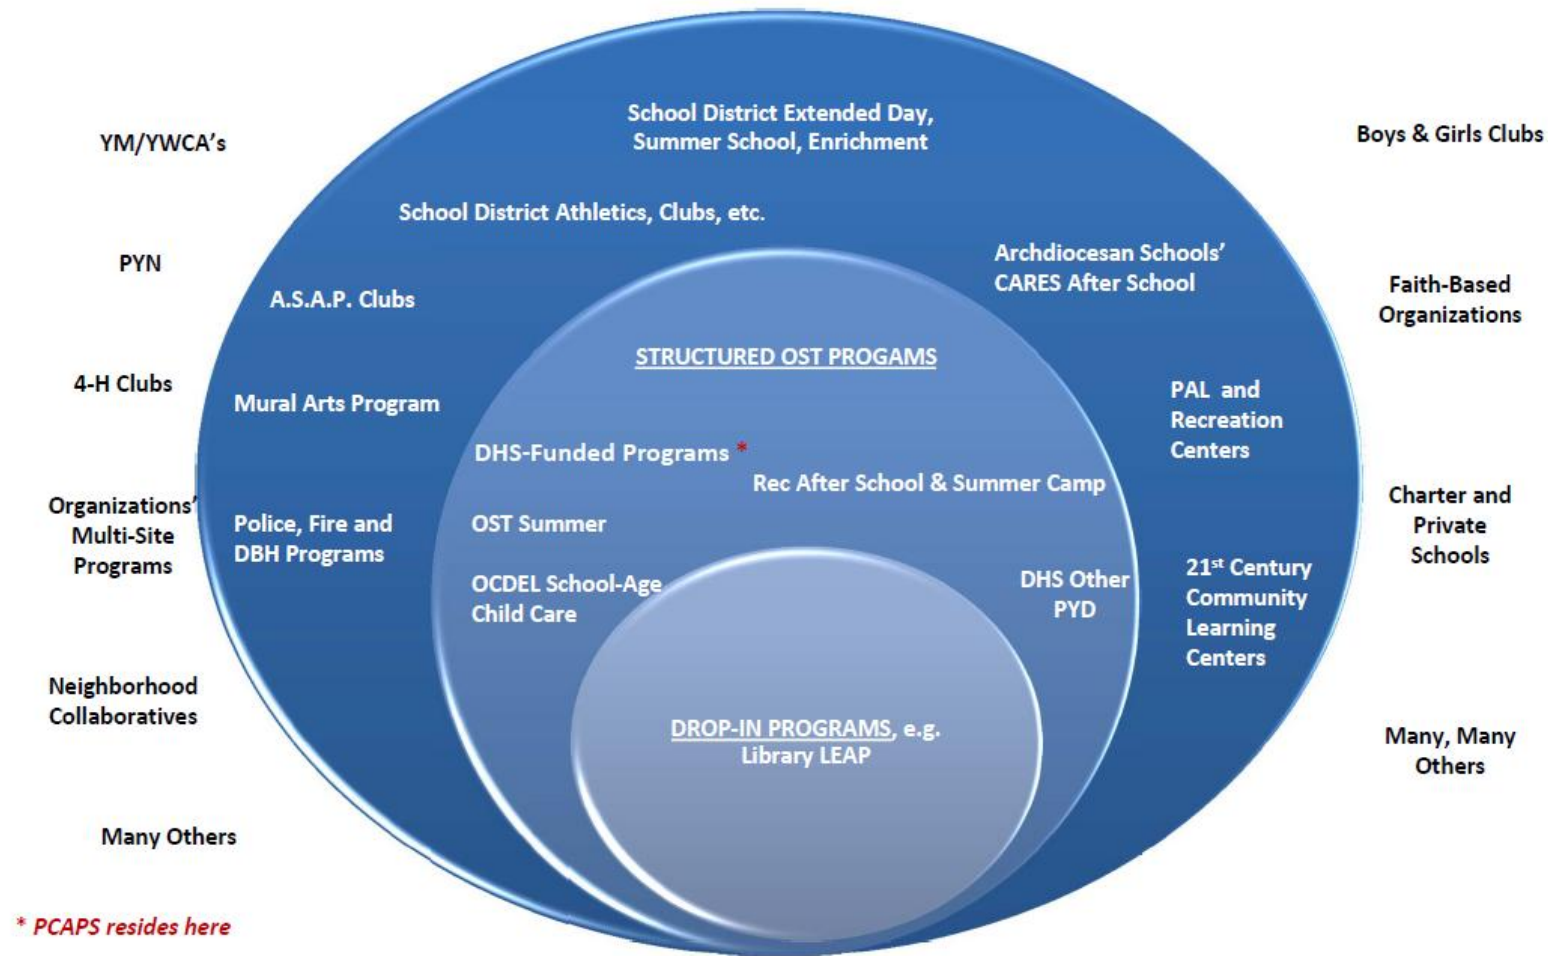 School District Extended Day,
Summer School, Enrichment
YM/YWCA's
Boys & Girls Clubs
School District Athletics, Clubs, etc.
PYN
Archdiocesan Schools'
CARES After School
A.S.A.P. Clubs
Faith-Based
Organizations
STRUCTURED OST PROGAMS
4-H Clubs
Mural Arts Program
PAL and
Recreation
Centers
DHS-Funded Programs *
Rec After School & Summer Camp
Organizations'
Multi-Site
Programs
Police, Fire and
DBH Programs
OST Summer
Charter and
Private
Schools
OCDEL School-Age
Child Care
DHS Other
PYD
21st Century
Community
Learning
Centers
Neighborhood
Collaboratives
DROP-IN PROGRAMS, e.g.
Library LEAP
Many, Many
Others
Many Others
* PCAPS resides here